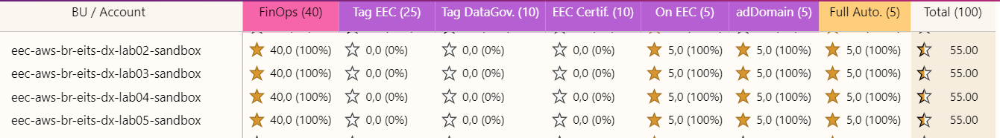 BU / Account FinOps (40) Tag EEC (25) Tag DataGov. (10) EEC Certif. (10) On EEC (5) adDomain (5) Full Auto. (5) Total (100)
eec-aws-br-eits-dx-lab02-sandbox 40,0 (100%) 0,0 (0%) 0,0 (0%) 0,0 (0%) 5,0 (100%) 5,0 (100%) 5,0 (100%) 55.00
eec-aws-br-eits-dx-lab03-sandbox 40,0 (100%) 0,0 (0%) 0,0 (0%) 0,0 (0%) 5,0 (100%) 5,0 (100%) 5,0 (100%) 55.00
eec-aws-br-eits-dx-lab04-sandbox 40,0 (100%) 0,0 (0%) 0,0 (0%) 0,0 (0%) 5,0 (100%) 5,0 (100%) 5,0 (100%) 55.00
eec-aws-br-eits-dx-lab05-sandbox 40,0 (100%) 0,0 (0%) 0,0 (0%) 0,0 (0%) 5,0 (100%) 5,0 (100%) 5,0 (100%) 55.00